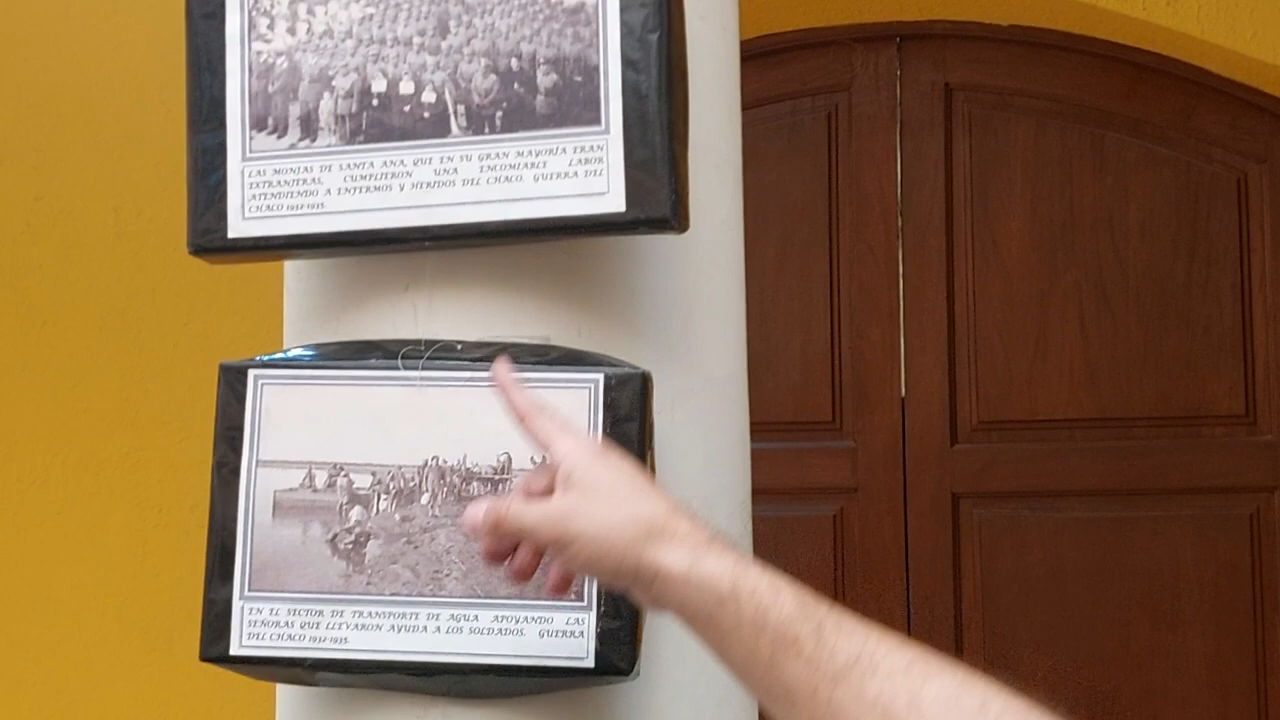 LAS MONJAS DE SANTA ANA, QUE EN SU GRAN MAYORÍA ERAN
EXTRANJERAS, CUMPLIERON UNA ENCOMIABLE LABOR
ATENDIENDO A ENFERMOS Y HERIDOS DEL CHACO. GUERRA DEL
CHACO 1932-1935.
EN EL SECTOR DE TRANSPORTE DE AGUA APOYANDO LAS
SEÑORAS QUE LLEVARON AYUDA A LOS SOLDADOS. GUERRA
DEL CHACO 1932-1935.